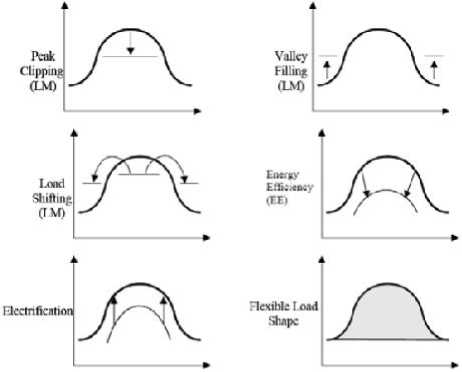 Peak
Clipping
(LM)
Valley
Filling
(LM)
Load
Shifting
(LM)
Energy
Efficiency
(EE)
Electrification
Flexible Load
Shape